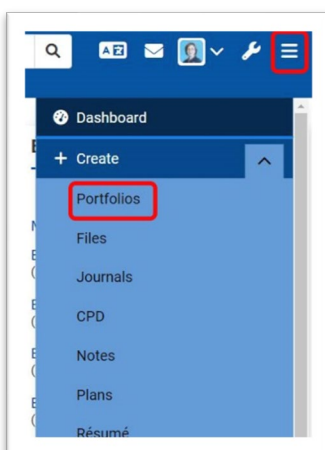 Dashboard
+ Create
Portfolios
Files
Journals
CPD
Notes
Plans
Résumé